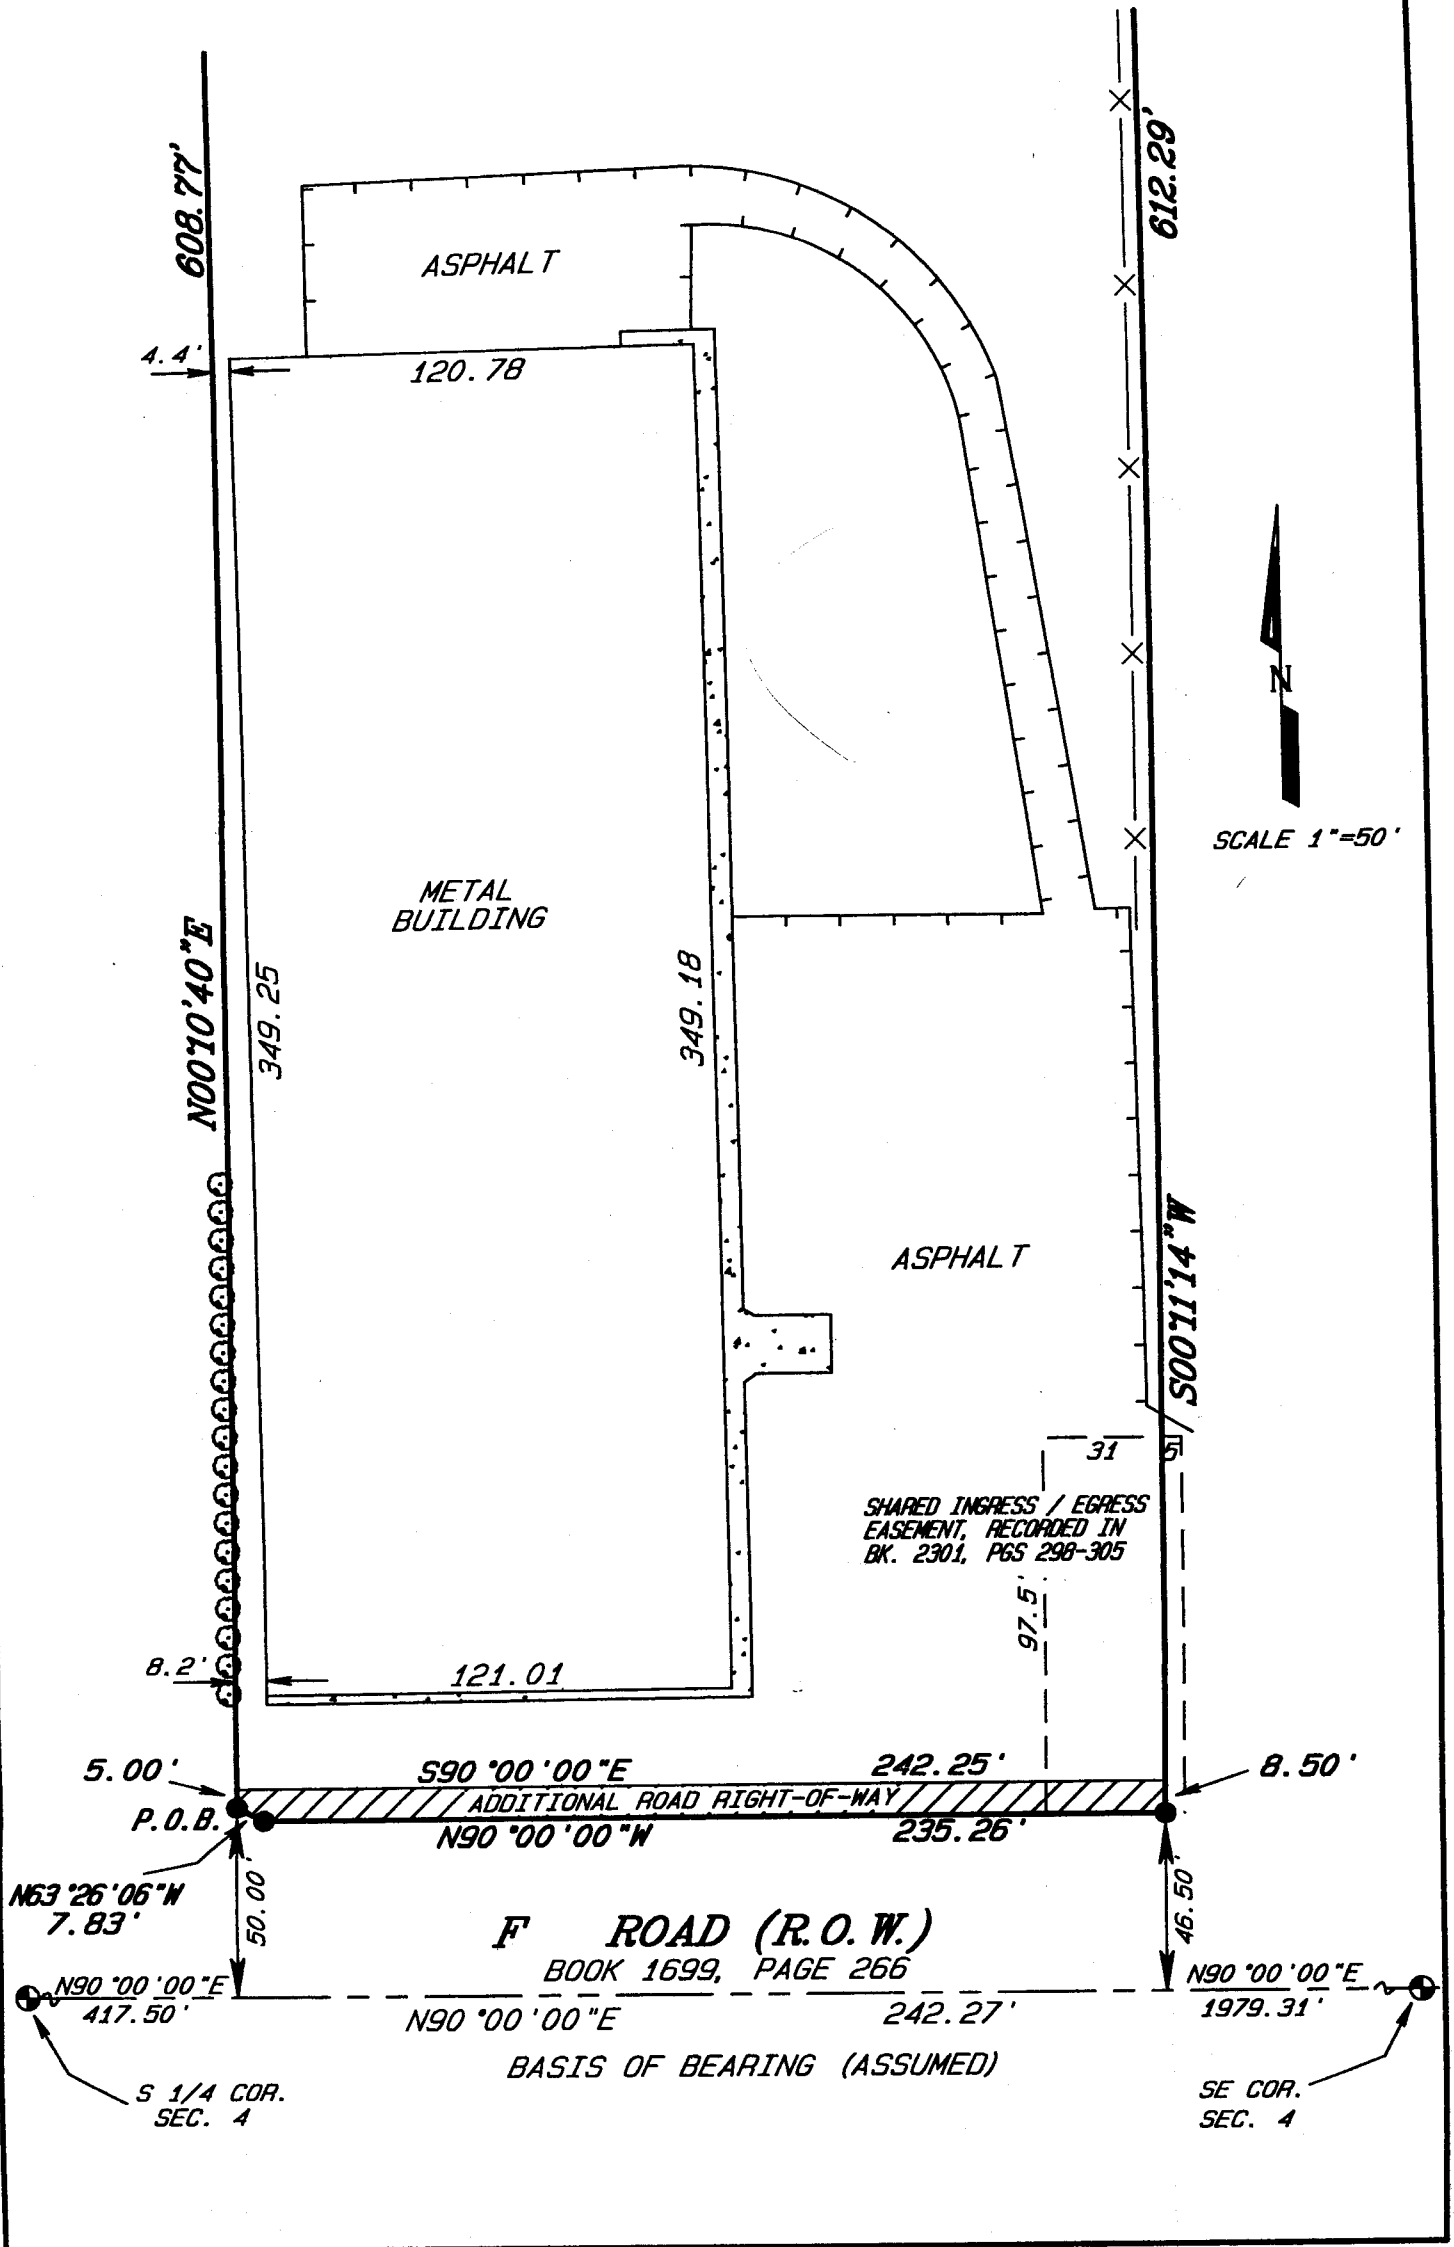 608.77'
612.29'
ASPHALT
4.4'
120.78
N
SCALE 1"=50'
METAL
BUILDING
N00°10'40"E
349.25
349.18
ASPHALT
S00°11'14"W
31
5
SHARED INGRESS / EGRESS
EASEMENT, RECORDED IN
BK. 2301, PGS 298-305
97.5'
8.2'
121.01
5.00'
S90°00'00"E
242.25'
8.50'
ADDITIONAL ROAD RIGHT-OF-WAY
P.O.B.
N90°00'00"W
235.26'
N63°26'06"W
7.83'
50.00'
46.50'
F ROAD (R.O.W.)
BOOK 1699, PAGE 266
N90°00'00"E
417.50'
N90°00'00"E
242.27'
N90°00'00"E
1979.31'
BASIS OF BEARING (ASSUMED)
S 1/4 COR.
SEC. 4
SE COR.
SEC. 4